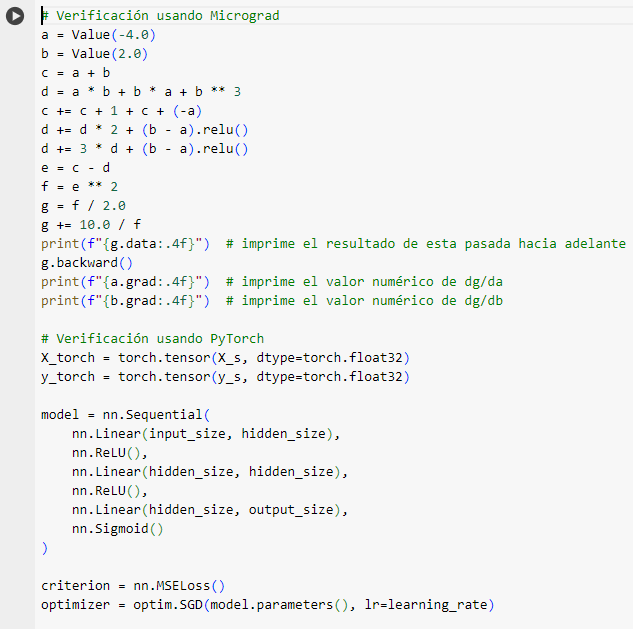 # Verificación usando Micrograd
a = Value(-4.0)
b = Value(2.0)
c = a + b
d = a * b + b * a + b ** 3
c += c + 1 + c + (-a)
d += d * 2 + (b - a).relu()
d += 3 * d + (b - a).relu()
e = c - d
f = e ** 2
g = f / 2.0
g += 10.0 / f
print(f"{g.data:.4f}")  # imprime el resultado de esta pasada hacia adelante
g.backward()
print(f"{a.grad:.4f}")  # imprime el valor numérico de dg/da
print(f"{b.grad:.4f}")  # imprime el valor numérico de dg/db

# Verificación usando PyTorch
X_torch = torch.tensor(X_s, dtype=torch.float32)
y_torch = torch.tensor(y_s, dtype=torch.float32)

model = nn.Sequential(
    nn.Linear(input_size, hidden_size),
    nn.ReLU(),
    nn.Linear(hidden_size, hidden_size),
    nn.ReLU(),
    nn.Linear(hidden_size, output_size),
    nn.Sigmoid()
)

criterion = nn.MSELoss()
optimizer = optim.SGD(model.parameters(), lr=learning_rate)